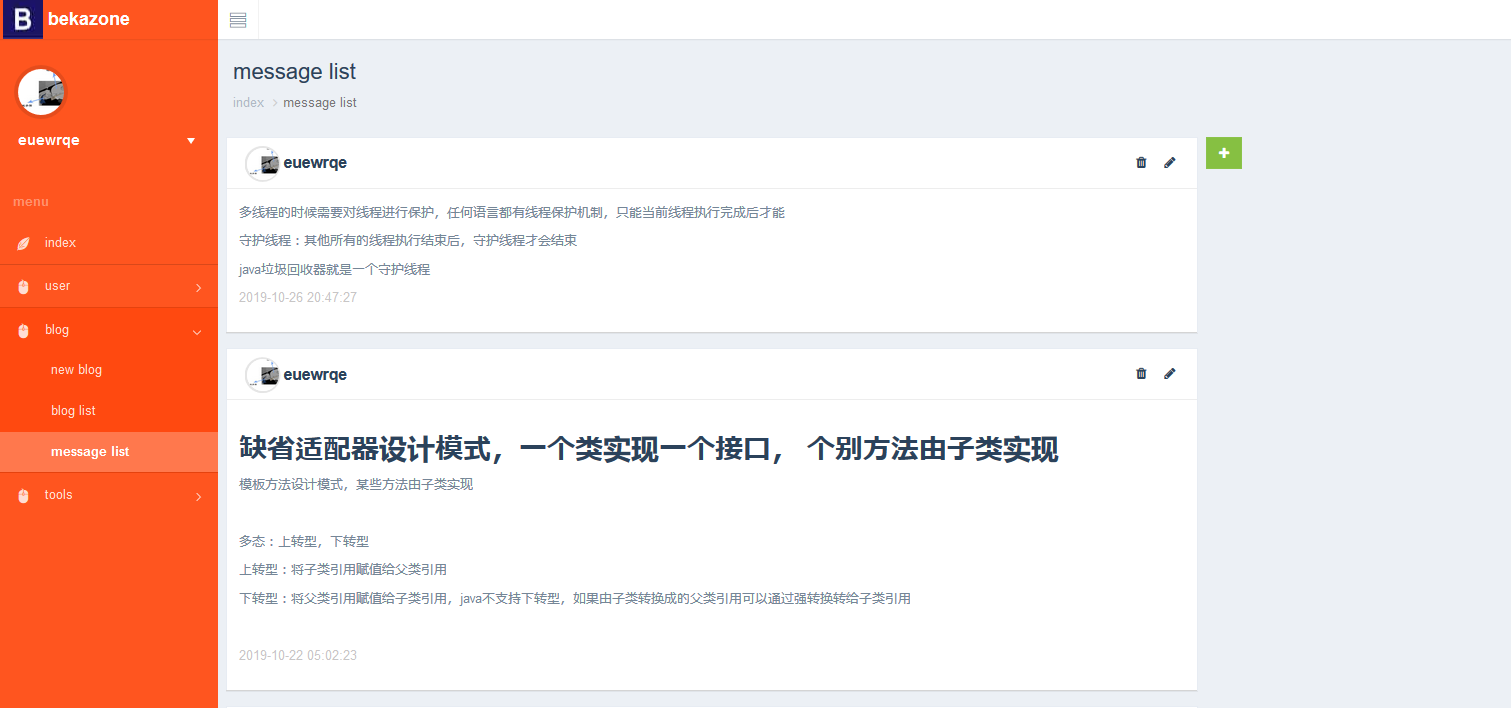 B bekazone
euewrqe
menu
index
user
blog
new blog
blog list
message list
tools
message list
index > message list
euewrqe
多线程的时候需要对线程进行保护，任何语言都有线程保护机制，只能当前线程执行完成后才能
守护线程：其他所有的线程执行结束后，守护线程才会结束
java垃圾回收器就是一个守护线程
2019-10-26 20:47:27
euewrqe
缺省适配器设计模式，一个类实现一个接口， 个别方法由子类实现
模板方法设计模式，某些方法由子类实现
多态：上转型，下转型
上转型：将子类引用赋值给父类引用
下转型：将父类引用赋值给子类引用，java不支持下转型，如果由子类转换成的父类引用可以通过强转换转给子类引用
2019-10-22 05:02:23